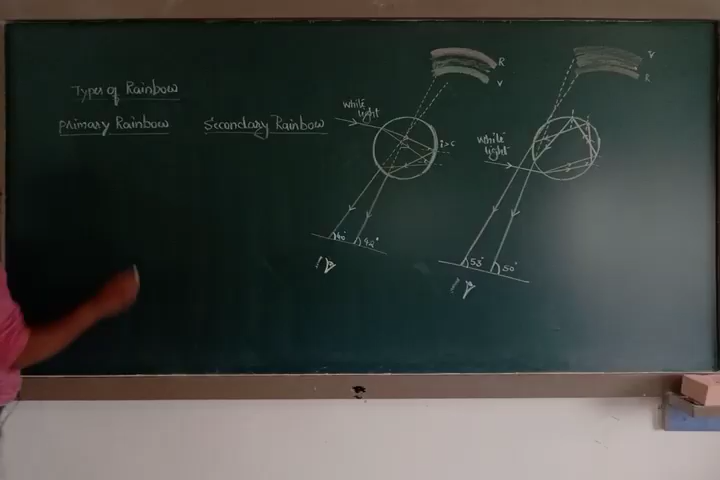 Types of Rainbow
Primary Rainbow
Secondary Rainbow
White
light
R
V
i>c
40°
42°
V
R
White
light
53°
50°